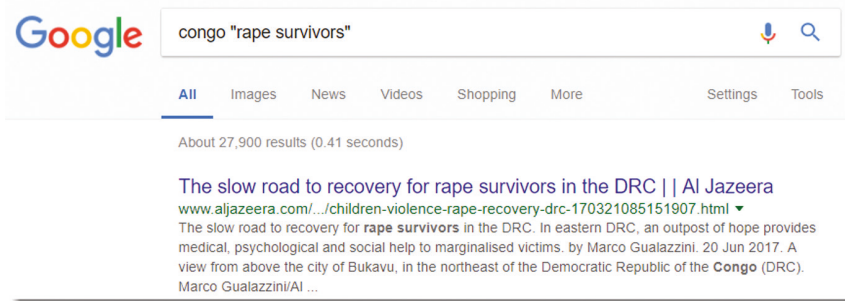 Google
congo "rape survivors"
All Images News Videos Shopping More Settings Tools
About 27,900 results (0.41 seconds)
The slow road to recovery for rape survivors in the DRC | | Al Jazeera
www.aljazeera.com/.../children-violence-rape-recovery-drc-170321085151907.html
The slow road to recovery for rape survivors in the DRC. In eastern DRC, an outpost of hope provides
medical, psychological and social help to marginalised victims. by Marco Gualazzini. 20 Jun 2017. A
view from above the city of Bukavu, in the northeast of the Democratic Republic of the Congo (DRC).
Marco Gualazzini/Al ...